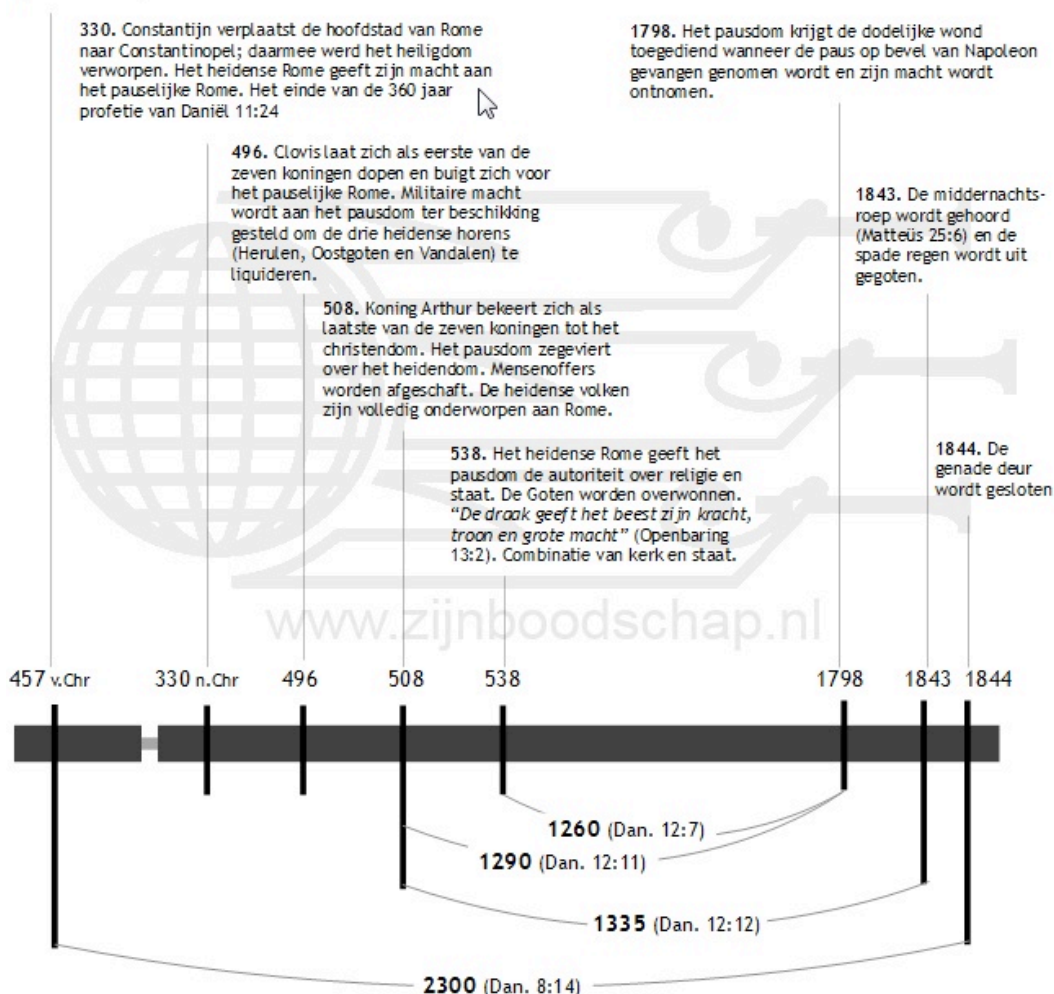 330. Constantijn verplaatst de hoofdstad van Rome
naar Constantinopel; daarmee werd het heiligdom
verworpen. Het heidense Rome geeft zijn macht aan
het pauselijke Rome. Het einde van de 360 jaar
profetie van Daniël 11:24
1798. Het pausdom krijgt de dodelijke wond
toegediend wanneer de paus op bevel van Napoleon
gevangen genomen wordt en zijn macht wordt
ontnomen.
496. Clovis laat zich als eerste van de
zeven koningen dopen en buigt zich voor
het pauselijke Rome. Militaire macht
wordt aan het pausdom ter beschikking
gesteld om de drie heidense horens
(Herulen, Oostgoten en Vandalen) te
liquideren.
1843. De middernachts-
roep wordt gehoord
(Matteüs 25:6) en de
spade regen wordt uit
gegoten.
508. Koning Arthur bekeert zich als
laatste van de zeven koningen tot het
christendom. Het pausdom zegeviert
over het heidendom. Mensenoffers
worden afgeschaft. De heidense volken
zijn volledig onderworpen aan Rome.
538. Het heidense Rome geeft het
pausdom de autoriteit over religie en
staat. De Goten worden overwonnen.
“De draak geeft het beest zijn kracht,
troon en grote macht” (Openbaring
13:2). Combinatie van kerk en staat.
1844. De
genade deur
wordt gesloten
www.zijnboodschap.nl
457 v.Chr 330 n.Chr 496 508 538 1798 1843 1844
1260 (Dan. 12:7)
1290 (Dan. 12:11)
1335 (Dan. 12:12)
2300 (Dan. 8:14)